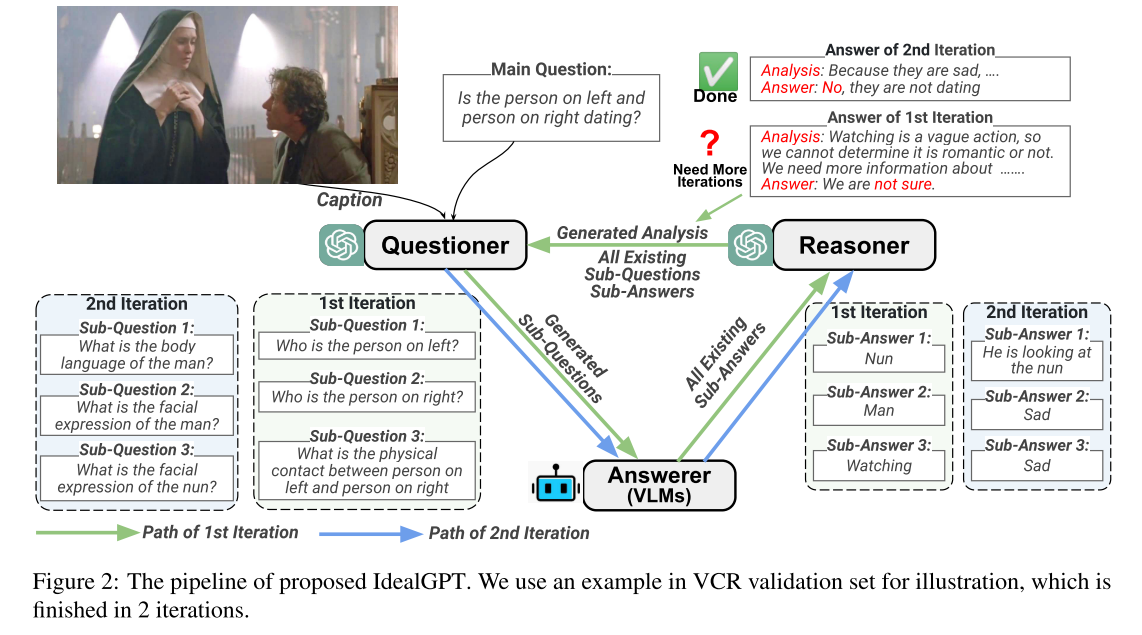 Main Question:
Is the person on left and
person on right dating?
Caption
Done
Answer of 2nd Iteration
Analysis: Because they are sad, ....
Answer: No, they are not dating
?
Need More
Iterations
Answer of 1st Iteration
Analysis: Watching is a vague action, so
we cannot determine it is romantic or not.
We need more information about .......
Answer: We are not sure.
Questioner
Generated Analysis
All Existing
Sub-Questions
Sub-Answers
Reasoner
2nd Iteration
Sub-Question 1:
What is the body
language of the man?
Sub-Question 2:
What is the facial
expression of the man?
Sub-Question 3:
What is the facial
expression of the nun?
1st Iteration
Sub-Question 1:
Who is the person on left?
Sub-Question 2:
Who is the person on right?
Sub-Question 3:
What is the physical
contact between person on
left and person on right
Generated
Sub-Questions
All Existing
Sub-Answers
Answerer
(VLMs)
1st Iteration
Sub-Answer 1:
Nun
Sub-Answer 2:
Man
Sub-Answer 3:
Watching
2nd Iteration
Sub-Answer 1:
He is looking at
the nun
Sub-Answer 2:
Sad
Sub-Answer 3:
Sad
Path of 1st Iteration
Path of 2nd Iteration
Figure 2: The pipeline of proposed IdealGPT. We use an example in VCR validation set for illustration, which is
finished in 2 iterations.